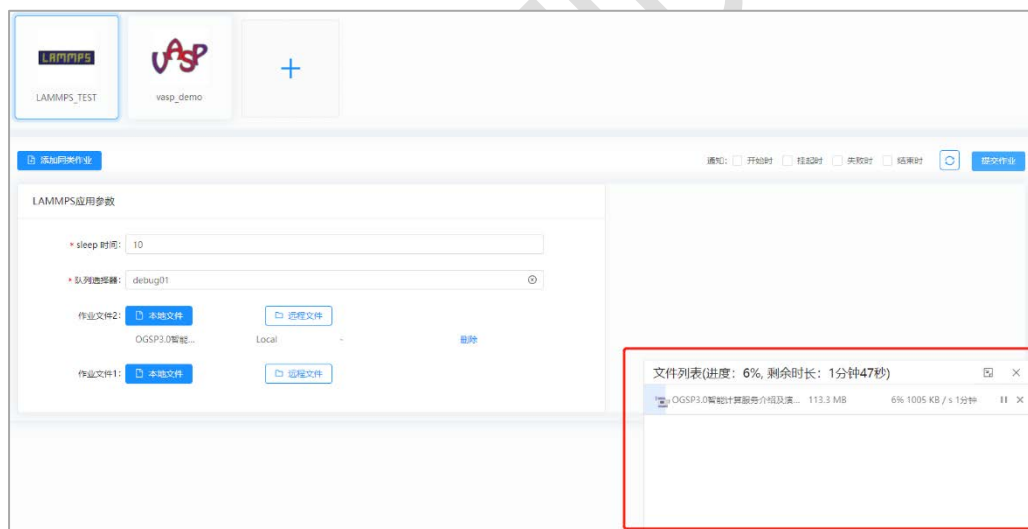 LAMMPS
VASP
LAMMPS_TEST
vasp_demo
添加同类作业
通知: 开始时 挂起时 失败时 结束时 提交作业
LAMMPS应用参数
* sleep 时间: 10
* 队列选择器: debug01
作业文件2: 本地文件 远程文件
OGSP3.0智能... Local - 删除
作业文件1: 本地文件 远程文件
文件列表(进度: 6%, 剩余时长: 1分钟47秒)
OGSP3.0智能计算服务介绍及演... 113.3 MB 6% 1005 KB / s 1分钟